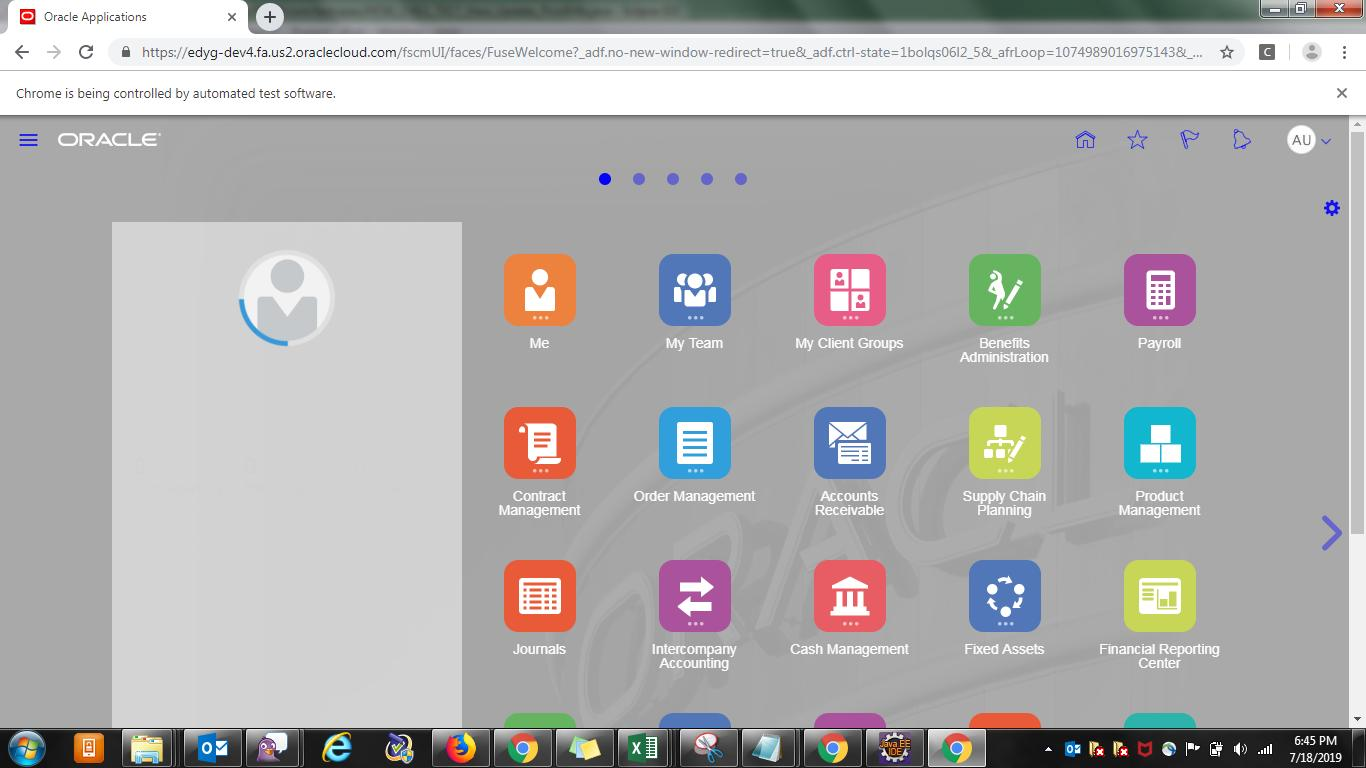 Oracle Applications
https://edyg-dev4.fa.us2.oraclecloud.com/fscmUI/faces/FuseWelcome?_adf.no-new-window-redirect=true&_adf.ctrl-state=1bolqs06l2_5&_afrLoop=1074989016975143&_...
C
Chrome is being controlled by automated test software.
ORACLE
AU
Me
My Team
My Client Groups
Benefits
Administration
Payroll
Contract
Management
Order Management
Accounts
Receivable
Supply Chain
Planning
Product
Management
Journals
Intercompany
Accounting
Cash Management
Fixed Assets
Financial Reporting
Center
Java EE
IDE
6:45 PM
7/18/2019